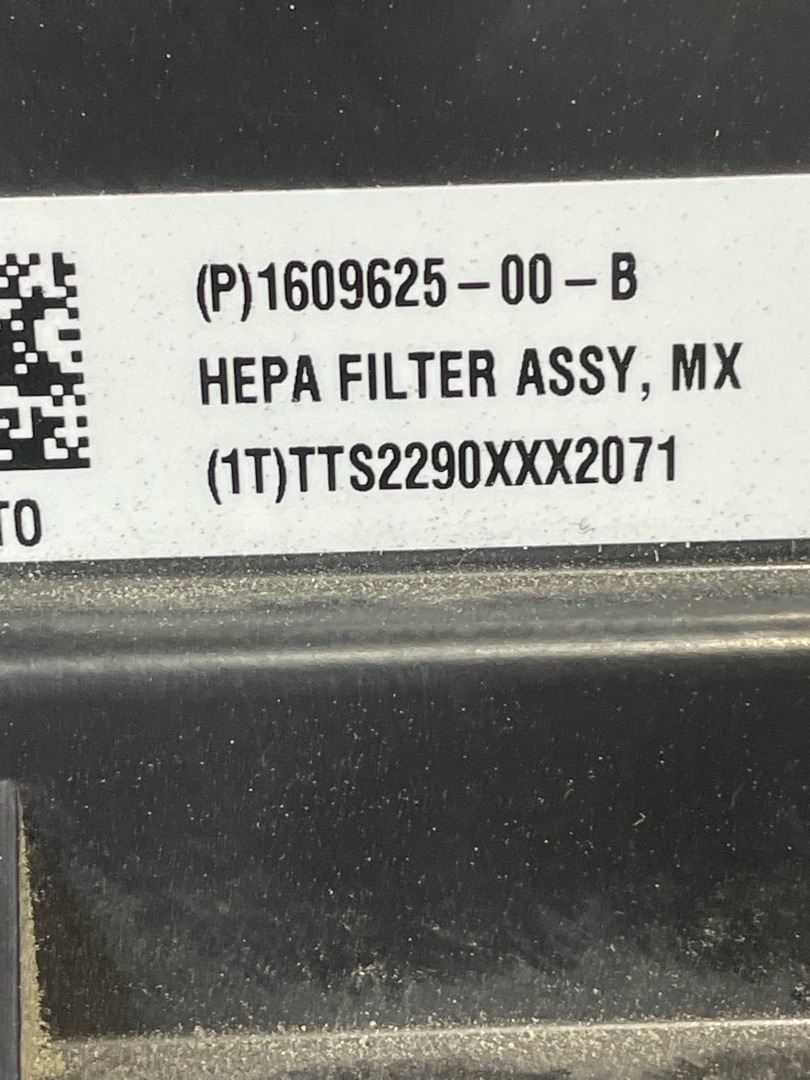 (P)1609625-00-B
HEPA FILTER ASSY, MX
(1T)TTS2290XXX2071
TO